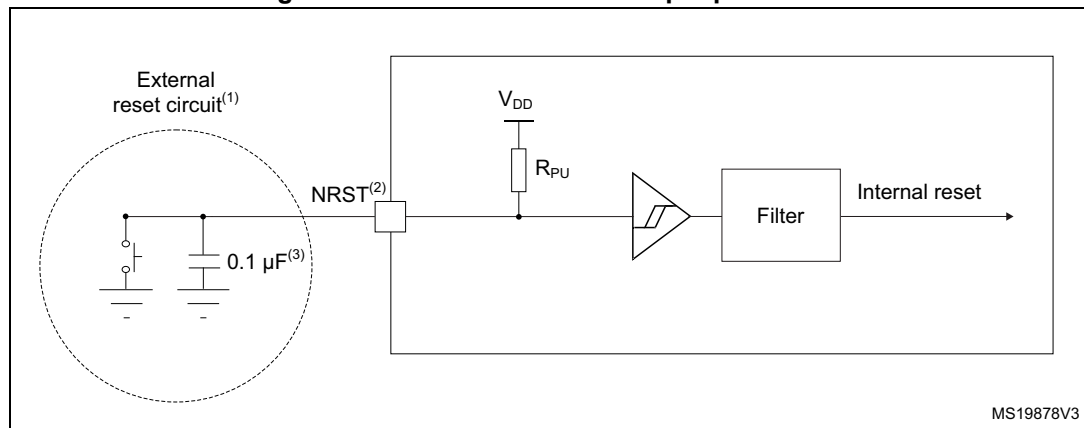 External
reset circuit(1)
VDD
RPU
NRST(2)
Filter
Internal reset
0.1 µF(3)
MS19878V3